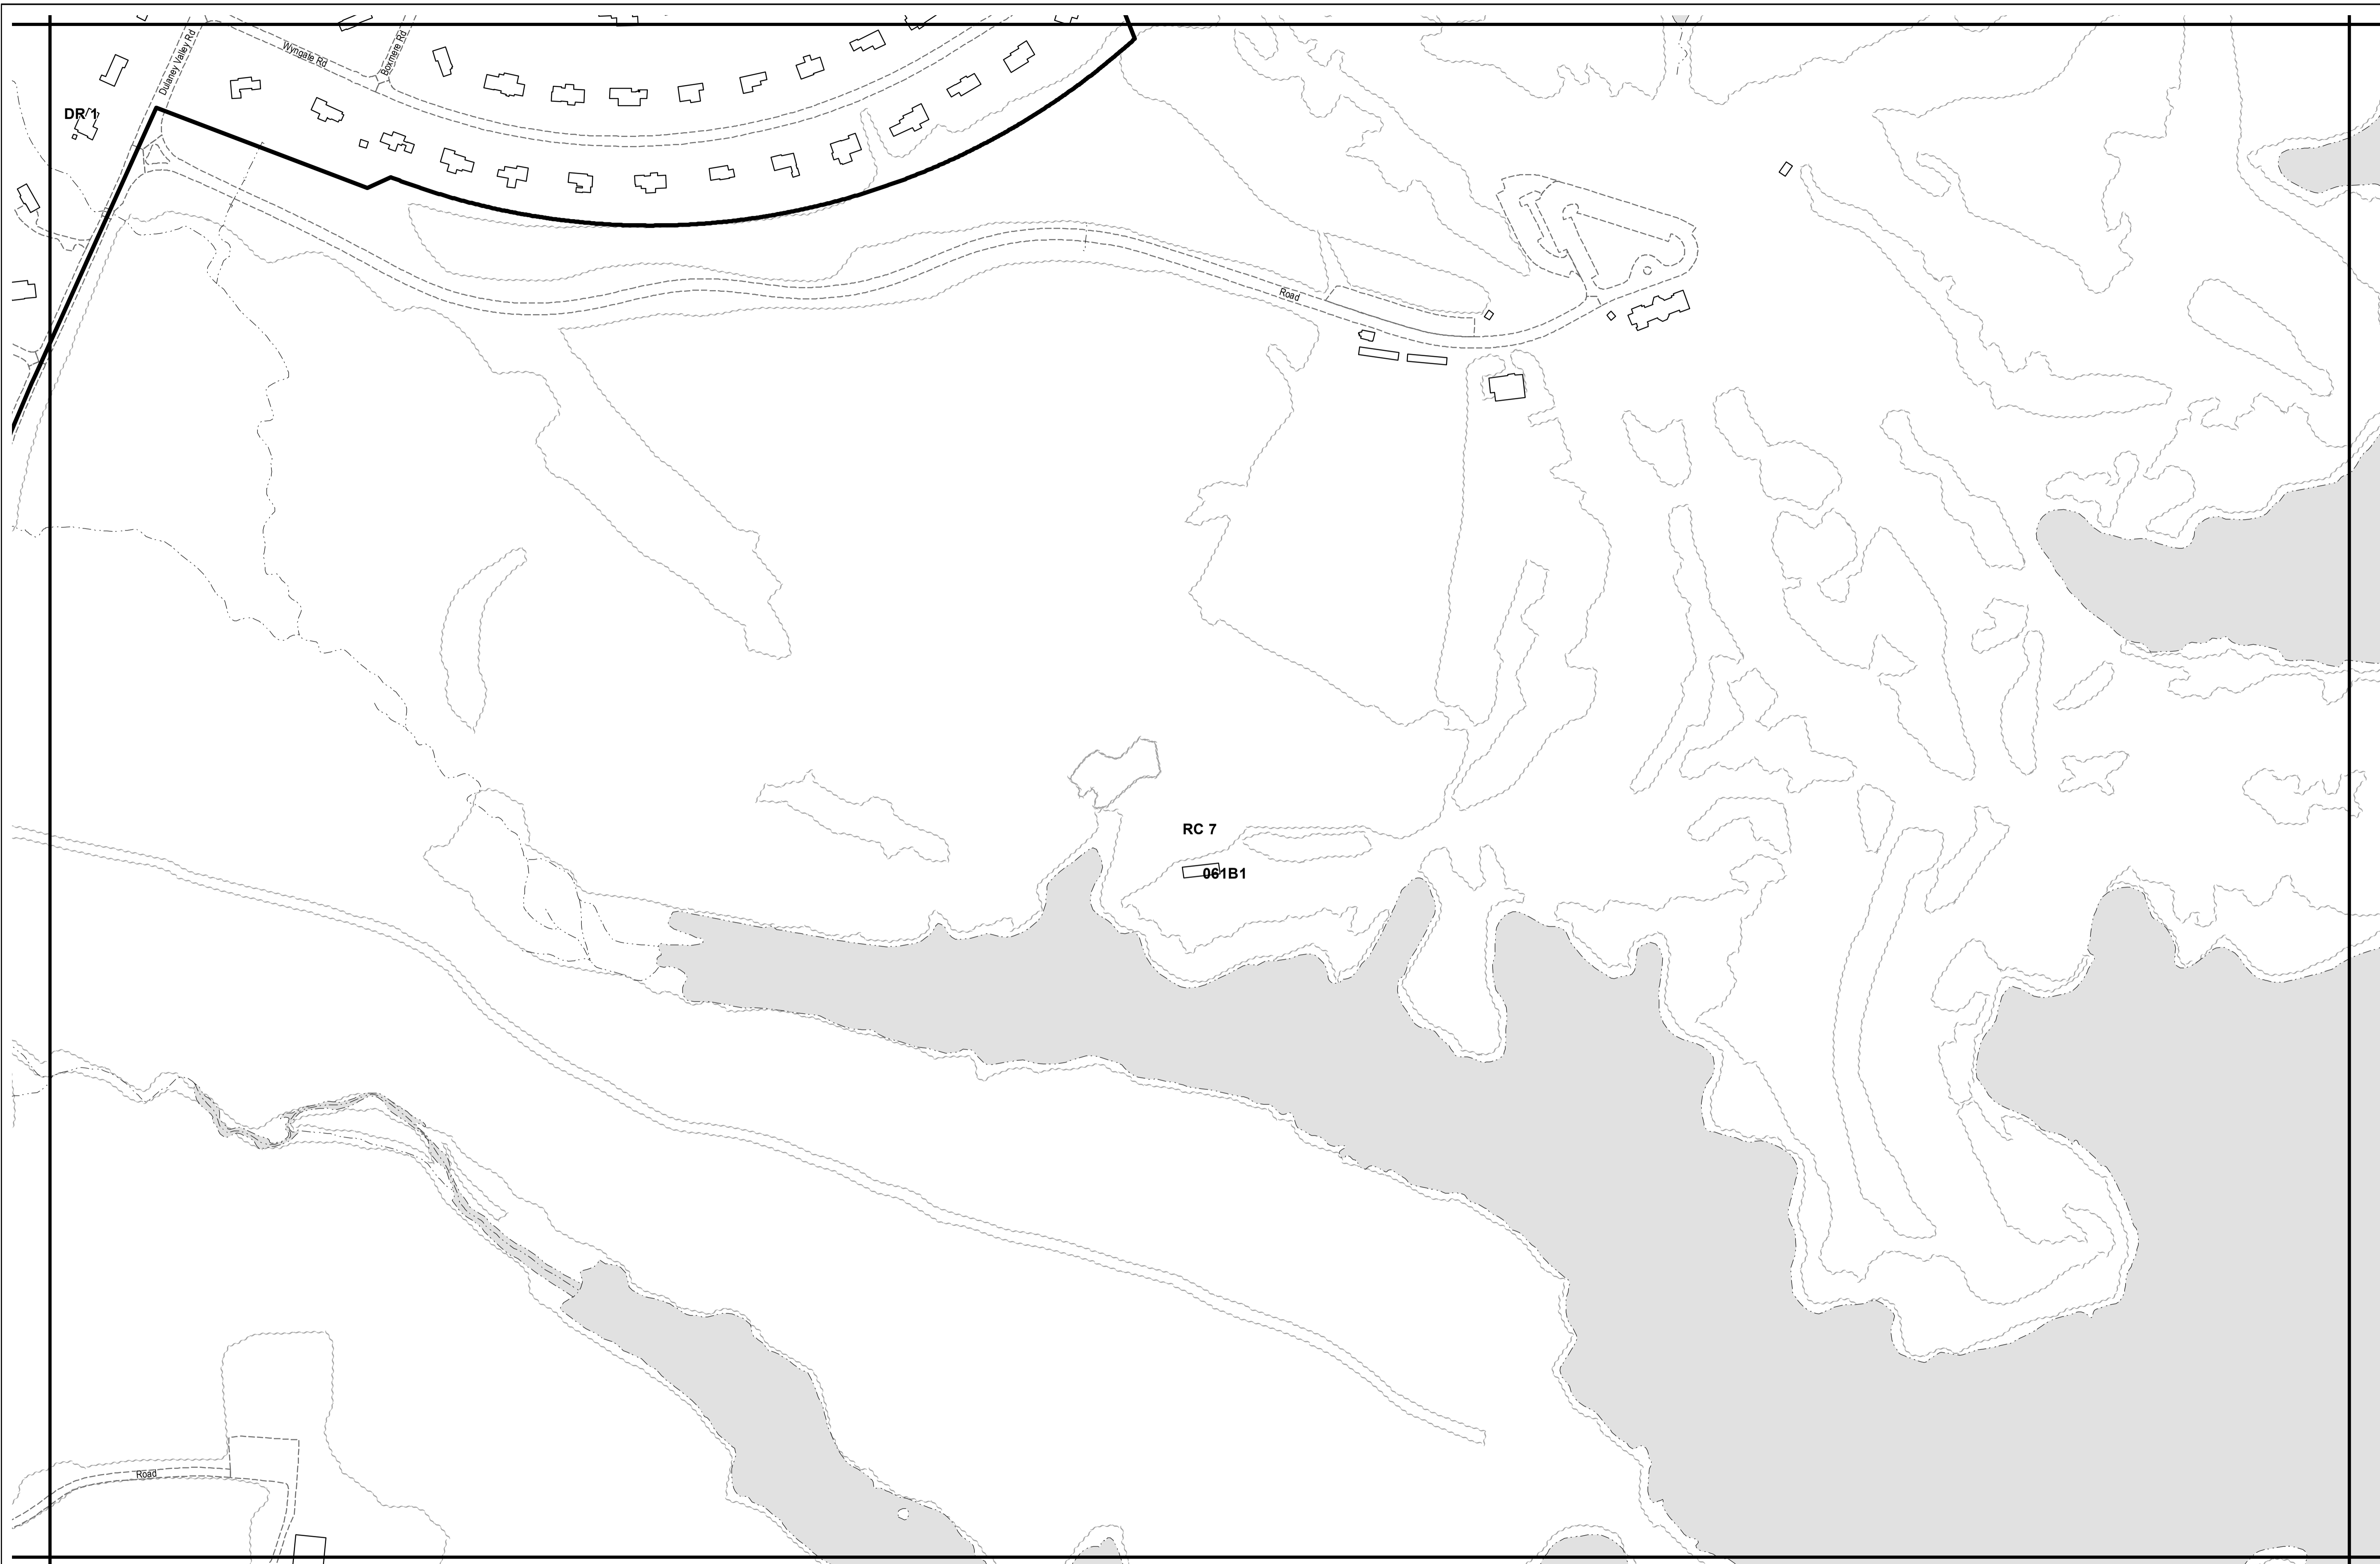 Dulaney Valley Rd
Wyngate Rd
Boxmere Rd
DR 1
Road
RC 7
061B1
Road